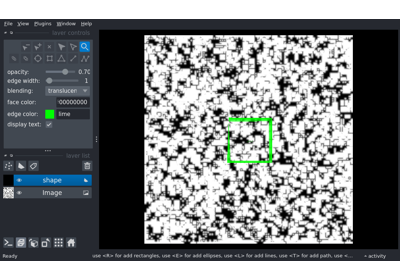 File View Plugins Window Help
layer controls
opacity: 0.70
edge width: 1
blending: translucen
face color: 00000000
edge color: lime
display text:
layer list
shape
Image
Ready use <R> for add rectangles, use <E> for add ellipses, use <L> for add lines, use <T> for add path, use <... activity